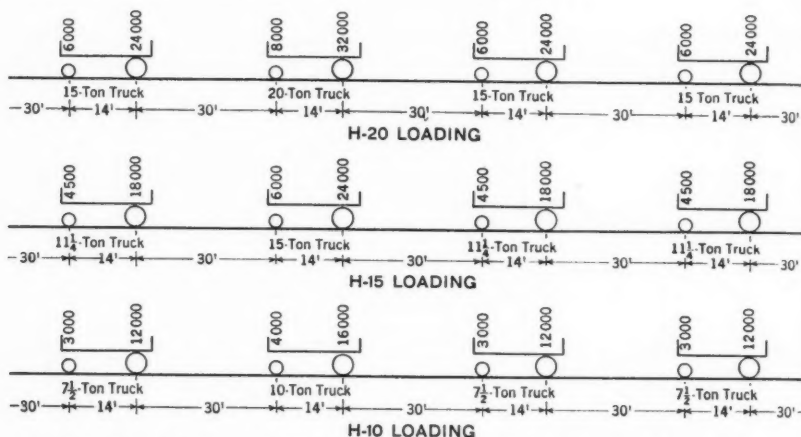 6000 24000 8000 32000 6000 24000 6000 24000
15-Ton Truck 20-Ton Truck 15-Ton Truck 15 Ton Truck
30' 14' 30' 14' 30' 14' 30' 14' 30'
H-20 LOADING
4500 18000 6000 24000 4500 18000 4500 18000
11¼-Ton Truck 15-Ton Truck 11¼-Ton Truck 11¼-Ton Truck
30' 14' 30' 14' 30' 14' 30' 14' 30'
H-15 LOADING
3000 12000 4000 16000 3000 12000 3000 12000
7½-Ton Truck 10-Ton Truck 7½-Ton Truck 7½-Ton Truck
30' 14' 30' 14' 30' 14' 30' 14' 30'
H-10 LOADING